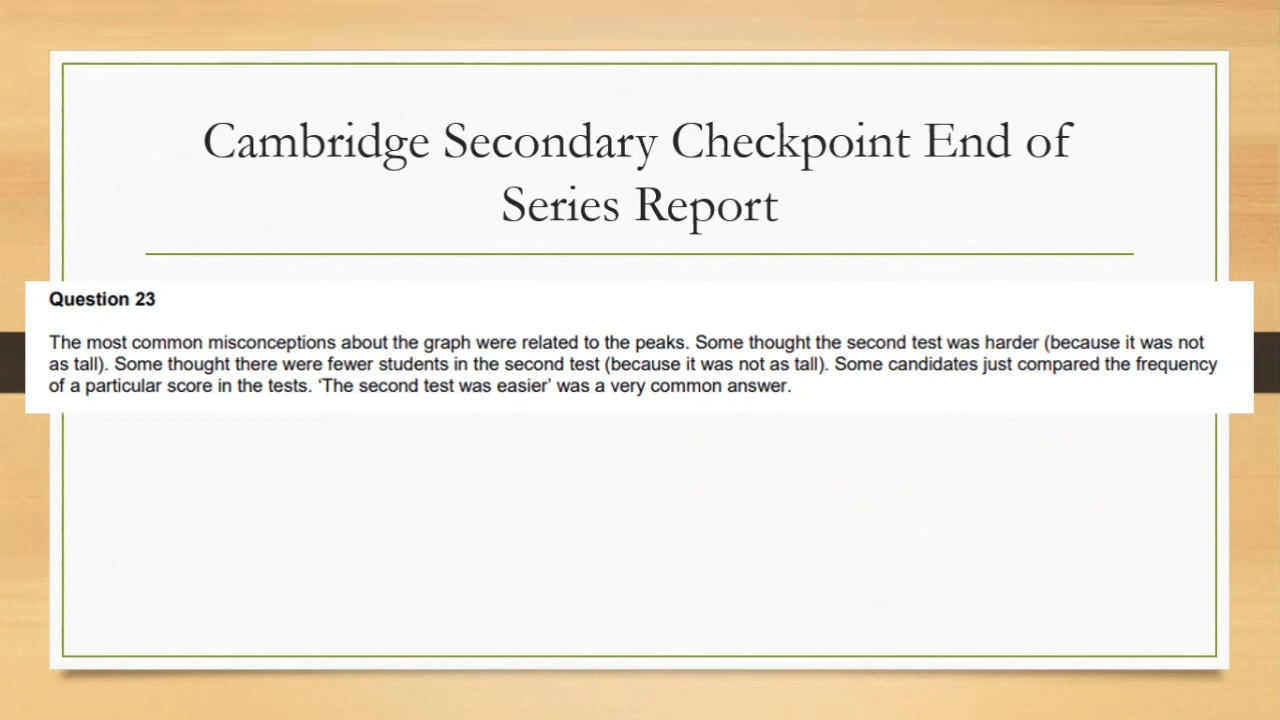 Cambridge Secondary Checkpoint End of
Series Report
Question 23
The most common misconceptions about the graph were related to the peaks. Some thought the second test was harder (because it was not
as tall). Some thought there were fewer students in the second test (because it was not as tall). Some candidates just compared the frequency
of a particular score in the tests. ‘The second test was easier’ was a very common answer.